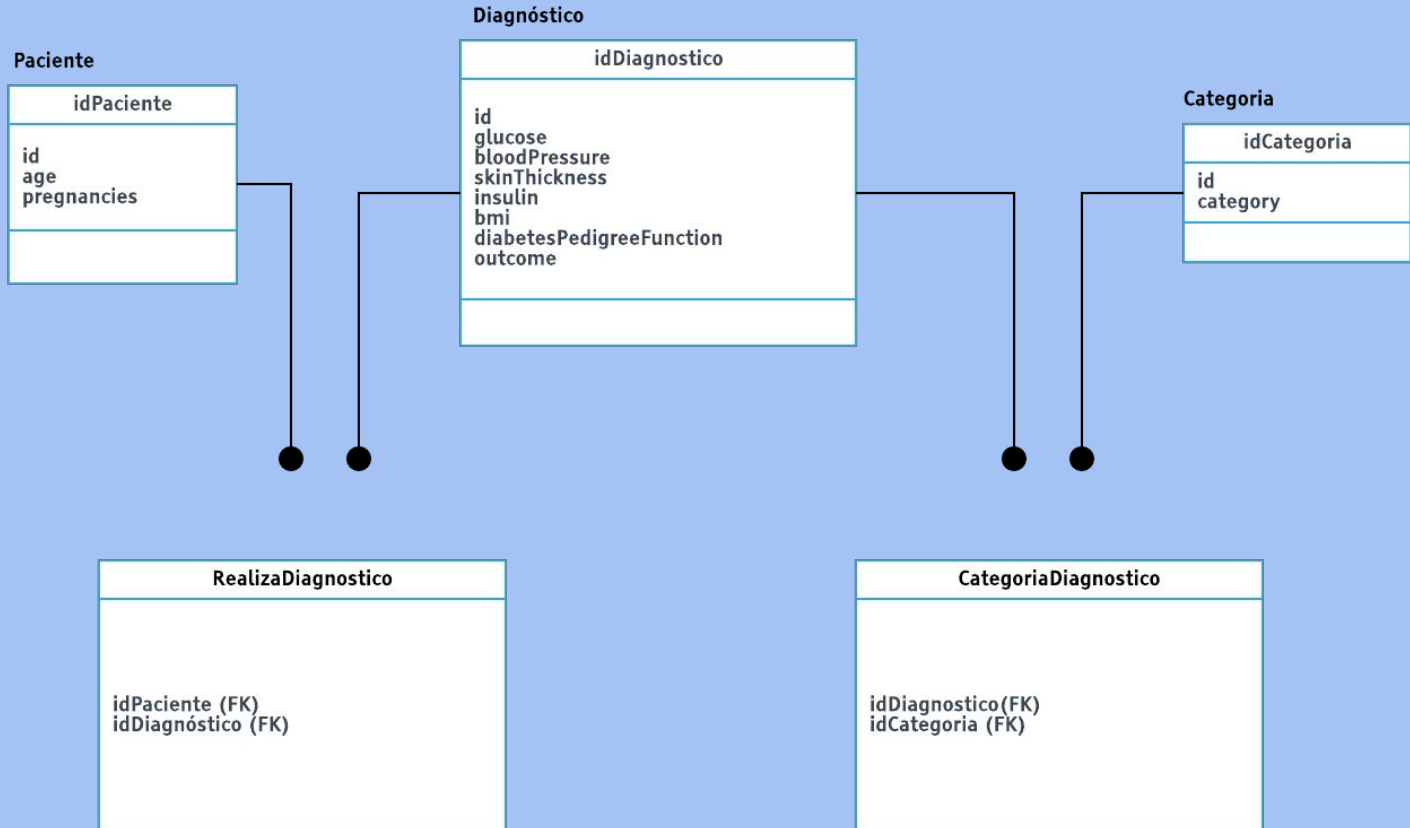 Diagnóstico
idDiagnostico
id
glucose
bloodPressure
skinThickness
insulin
bmi
diabetesPedigreeFunction
outcome
Paciente
idPaciente
id
age
pregnancies
Categoria
idCategoria
id
category
RealizaDiagnostico
idPaciente (FK)
idDiagnóstico (FK)
CategoriaDiagnostico
idDiagnostico(FK)
idCategoria (FK)